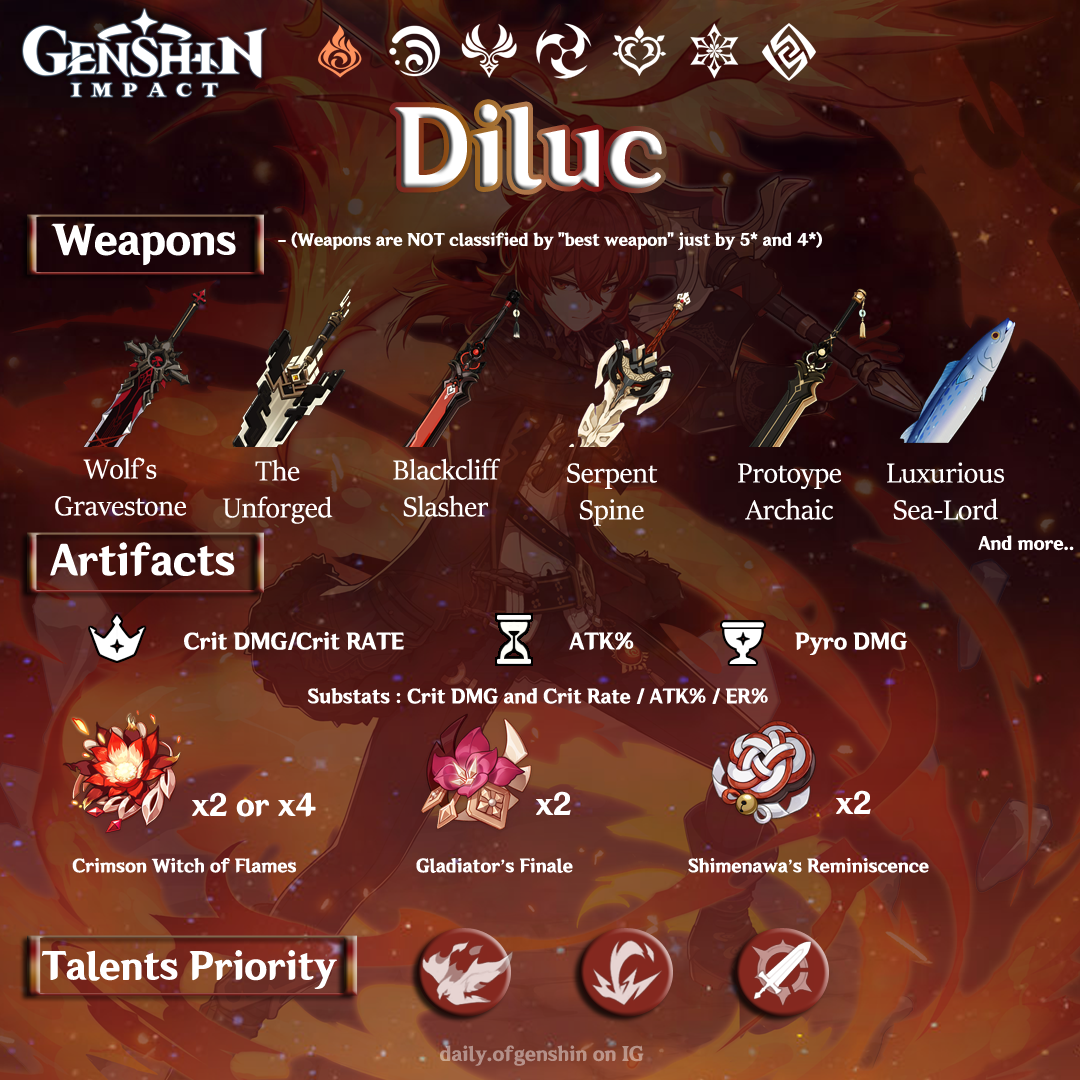 GENSHIN
IMPACT
Diluc
Weapons
- (Weapons are NOT classified by "best weapon" just by 5* and 4*)
Wolf's
Gravestone
The
Unforged
Blackcliff
Slasher
Serpent
Spine
Protoype
Archaic
Luxurious
Sea-Lord
And more..
Artifacts
Crit DMG/Crit RATE
ATK%
Pyro DMG
Substats : Crit DMG and Crit Rate / ATK% / ER%
x2 or x4
x2
x2
Crimson Witch of Flames
Gladiator's Finale
Shimenawa's Reminiscence
Talents Priority
daily.ofgenshin on IG